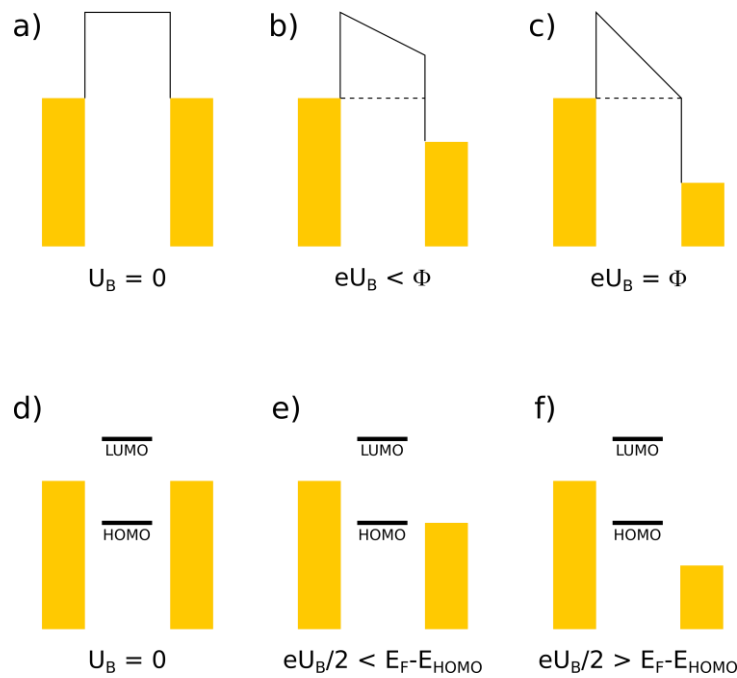 a) b) c)
U_B = 0 eU_B < Φ eU_B = Φ
d) e) f)
LUMO LUMO LUMO
HOMO HOMO HOMO
U_B = 0 eU_B/2 < E_F-E_HOMO eU_B/2 > E_F-E_HOMO